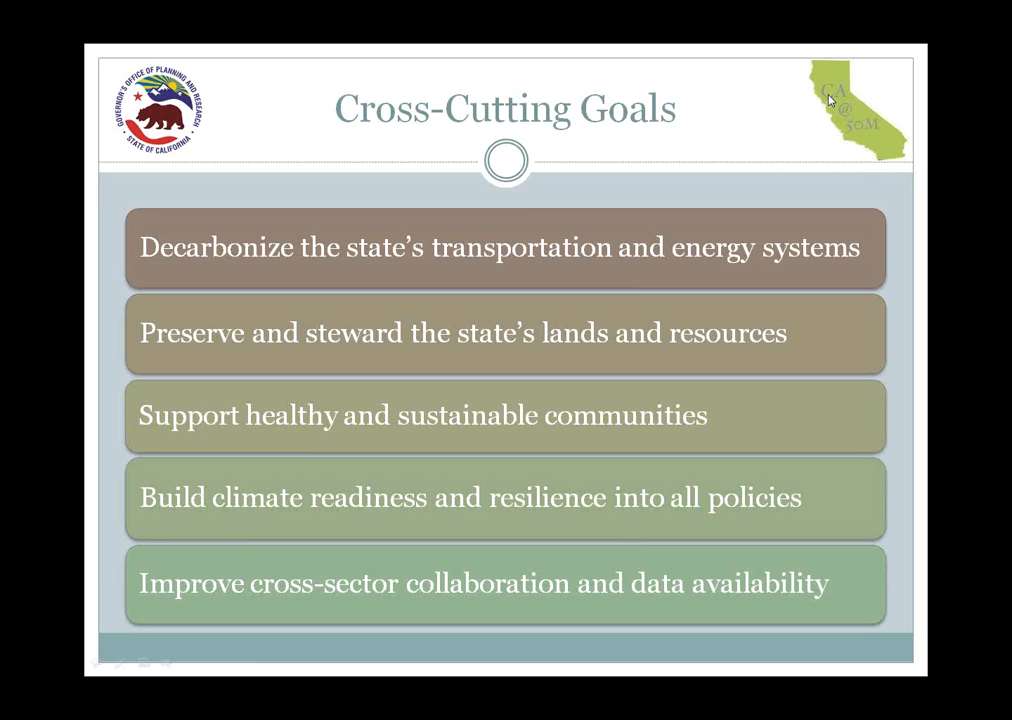 GOVERNOR'S OFFICE OF PLANNING AND RESEARCH
STATE OF CALIFORNIA
Cross-Cutting Goals
CA
@
50M
Decarbonize the state’s transportation and energy systems
Preserve and steward the state’s lands and resources
Support healthy and sustainable communities
Build climate readiness and resilience into all policies
Improve cross-sector collaboration and data availability